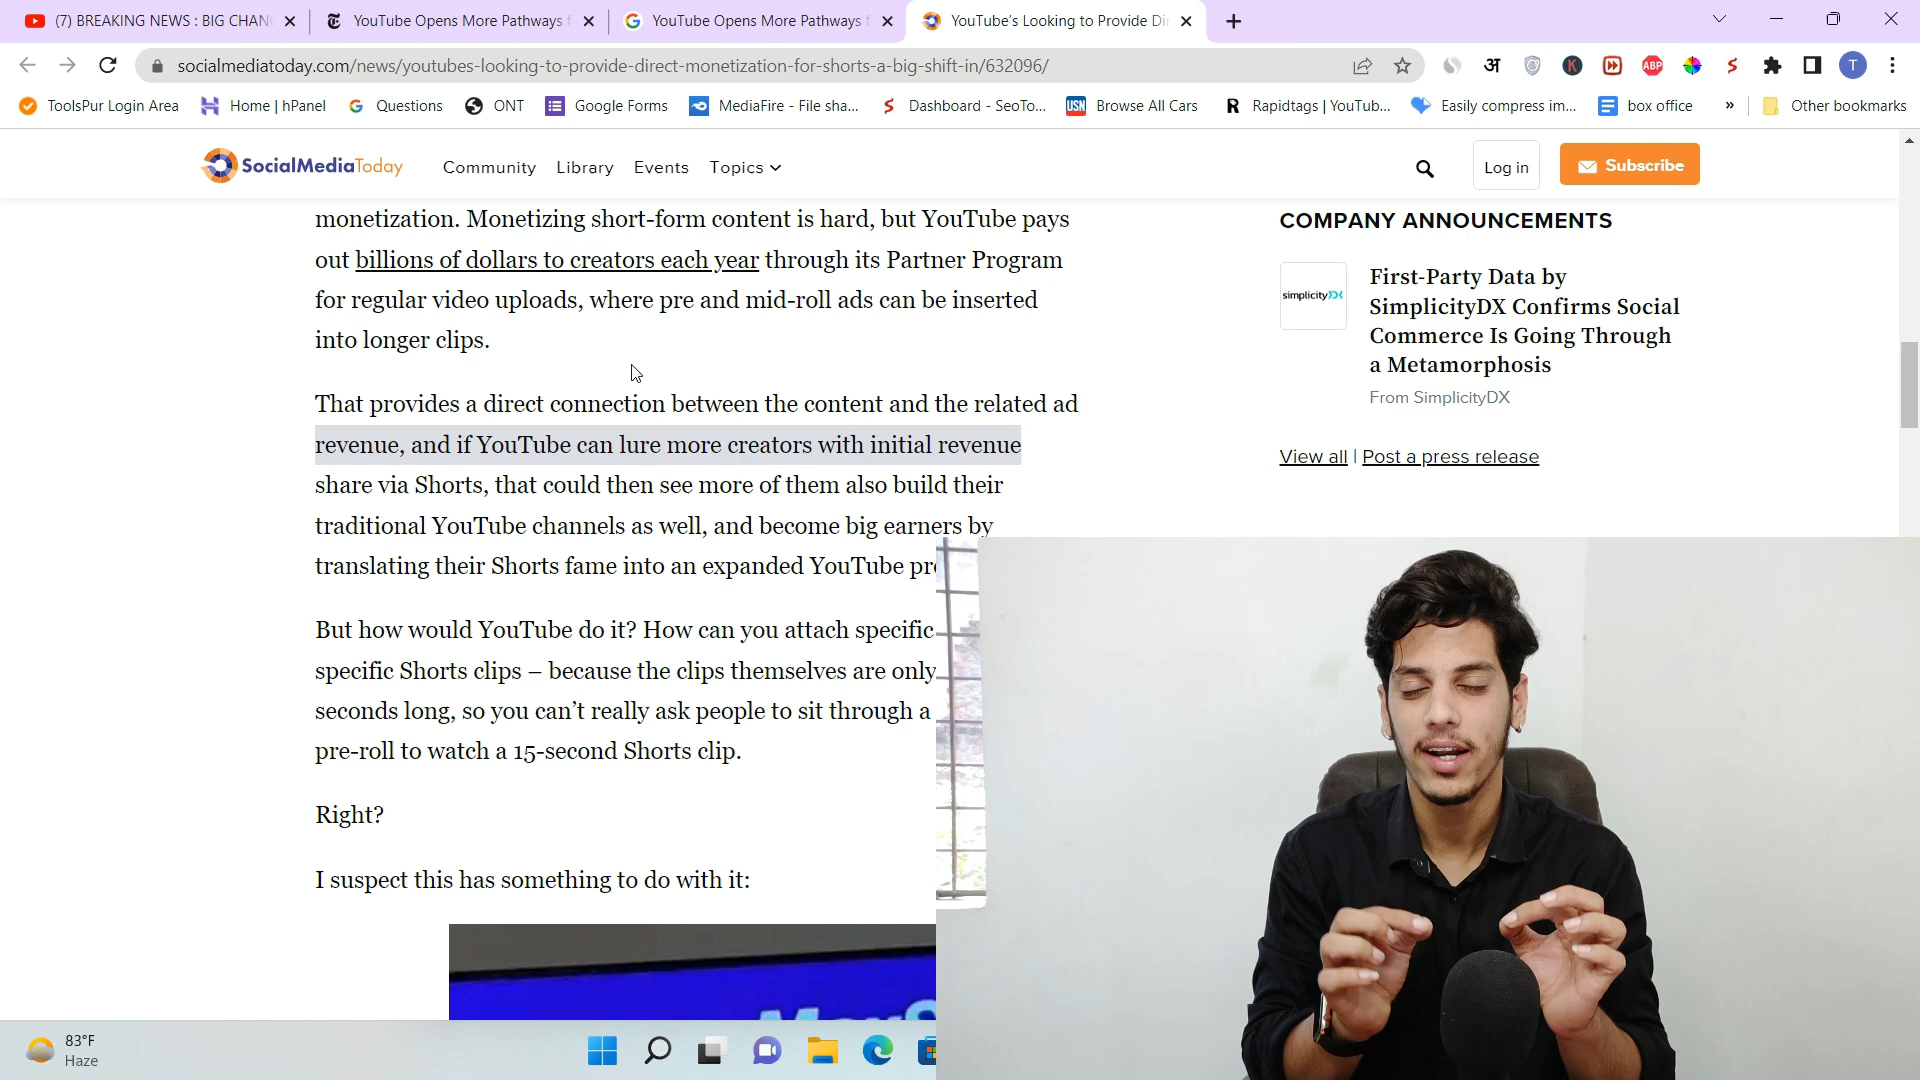 (7) BREAKING NEWS : BIG CHAN
YouTube Opens More Pathways f
YouTube Opens More Pathways f
YouTube's Looking to Provide Dir
socialmediatoday.com/news/youtubes-looking-to-provide-direct-monetization-for-shorts-a-big-shift-in/632096/
अ
K
ABP
T
ToolsPur Login Area
Home | hPanel
Questions
ONT
Google Forms
MediaFire - File sha...
Dashboard - SeoTo...
USN
Browse All Cars
Rapidtags | YouTub...
Easily compress im...
box office
»
Other bookmarks
SocialMediaToday
Community
Library
Events
Topics
Log in
Subscribe
monetization. Monetizing short-form content is hard, but YouTube pays
out billions of dollars to creators each year through its Partner Program
for regular video uploads, where pre and mid-roll ads can be inserted
into longer clips.
That provides a direct connection between the content and the related ad
revenue, and if YouTube can lure more creators with initial revenue
share via Shorts, that could then see more of them also build their
traditional YouTube channels as well, and become big earners by
translating their Shorts fame into an expanded YouTube pre
But how would YouTube do it? How can you attach specific
specific Shorts clips – because the clips themselves are only
seconds long, so you can't really ask people to sit through a
pre-roll to watch a 15-second Shorts clip.
Right?
I suspect this has something to do with it:
COMPANY ANNOUNCEMENTS
simplicityDX
First-Party Data by
SimplicityDX Confirms Social
Commerce Is Going Through
a Metamorphosis
From SimplicityDX
View all | Post a press release
83°F
Haze